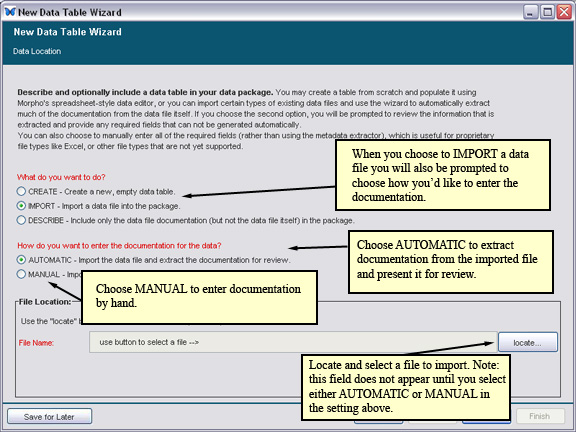 New Data Table Wizard
New Data Table Wizard
Data Location
Describe and optionally include a data table in your data package. You may create a table from scratch and populate it using
Morpho's spreadsheet-style data editor, or you can import certain types of existing data files and use the wizard to automatically extract
much of the documentation from the data file itself. If you choose the second option, you will be prompted to review the information that is
extracted and provide any required fields that can not be generated automatically.
You can also choose to manually enter all of the required fields (rather than using the metadata extractor), which is useful for proprietary
file types like Excel, or other file types that are not yet supported.
When you choose to IMPORT a data
file you will also be prompted to
choose how you'd like to enter the
documentation.
What do you want to do?
CREATE - Create a new, empty data table.
IMPORT - Import a data file into the package.
DESCRIBE - Include only the data file documentation (but not the data file itself) in the package.
How do you want to enter the documentation for the data?
AUTOMATIC - Import the data file and extract the documentation for review.
MANUAL -
Choose AUTOMATIC to extract
documentation from the imported file
and present it for review.
Choose MANUAL to enter documentation
by hand.
File Location:
Use the "locate"
File Name:
use button to select a file -->
locate...
Locate and select a file to import. Note:
this field does not appear until you select
either AUTOMATIC or MANUAL in
the setting above.
Save for Later
Finish